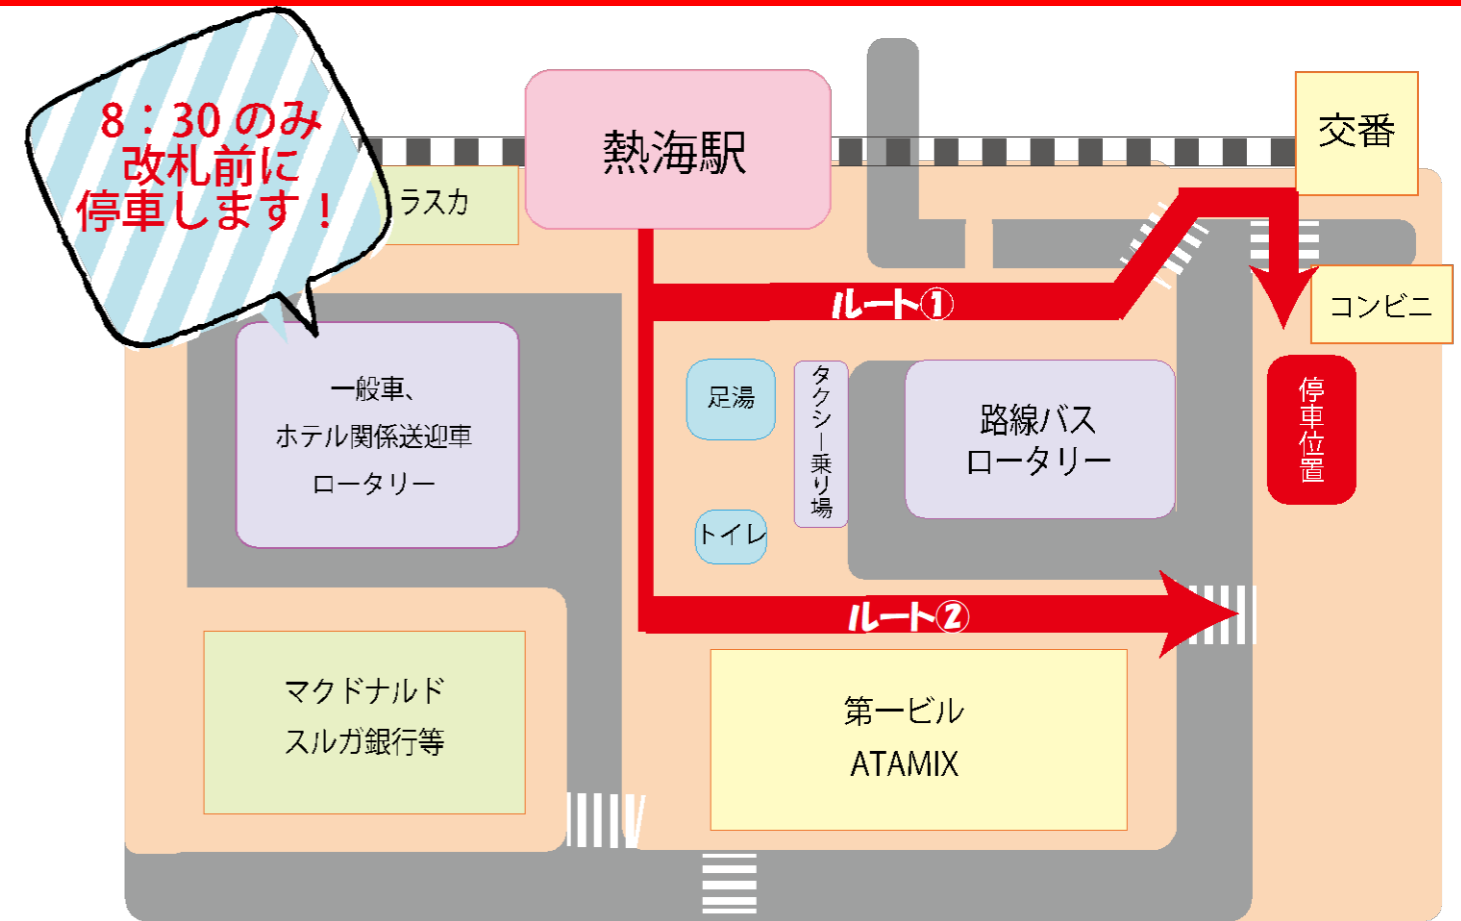 8：30のみ
改札前に
停車します！
熱海駅
交番
ラスカ
ルート①
コンビニ
一般車、
ホテル関係送迎車
ロータリー
足湯
タクシー乗り場
路線バス
ロータリー
停車位置
トイレ
ルート②
マクドナルド
スルガ銀行等
第一ビル
ATAMIX